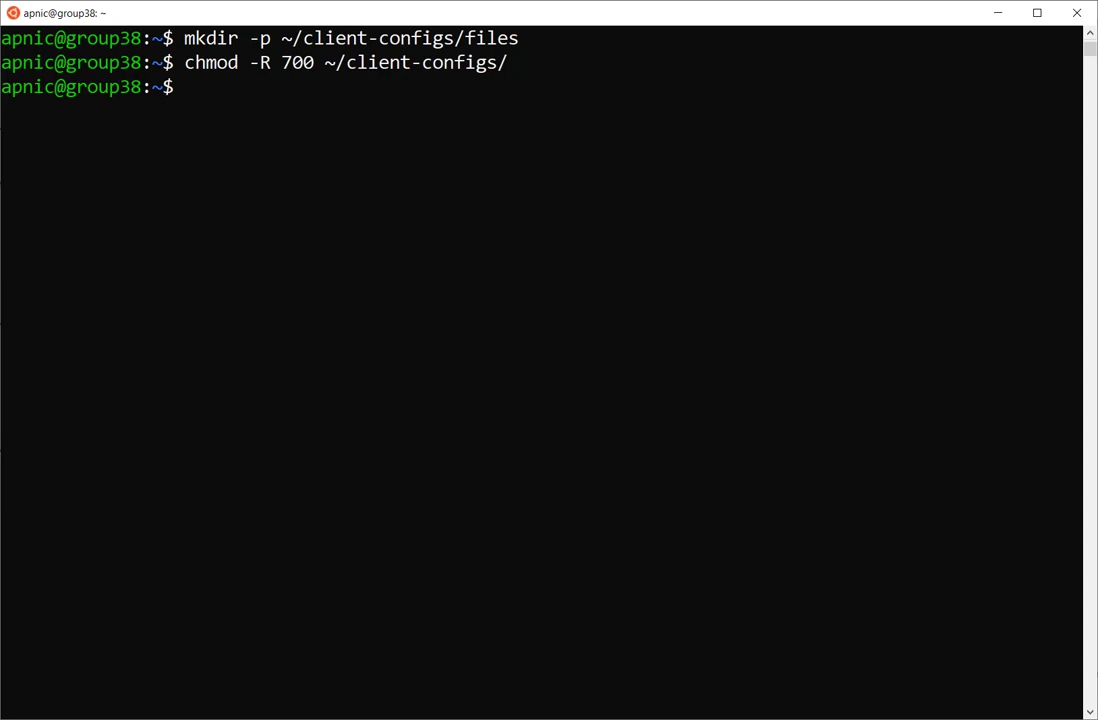 apnic@group38: ~
apnic@group38:~$ mkdir -p ~/client-configs/files
apnic@group38:~$ chmod -R 700 ~/client-configs/
apnic@group38:~$